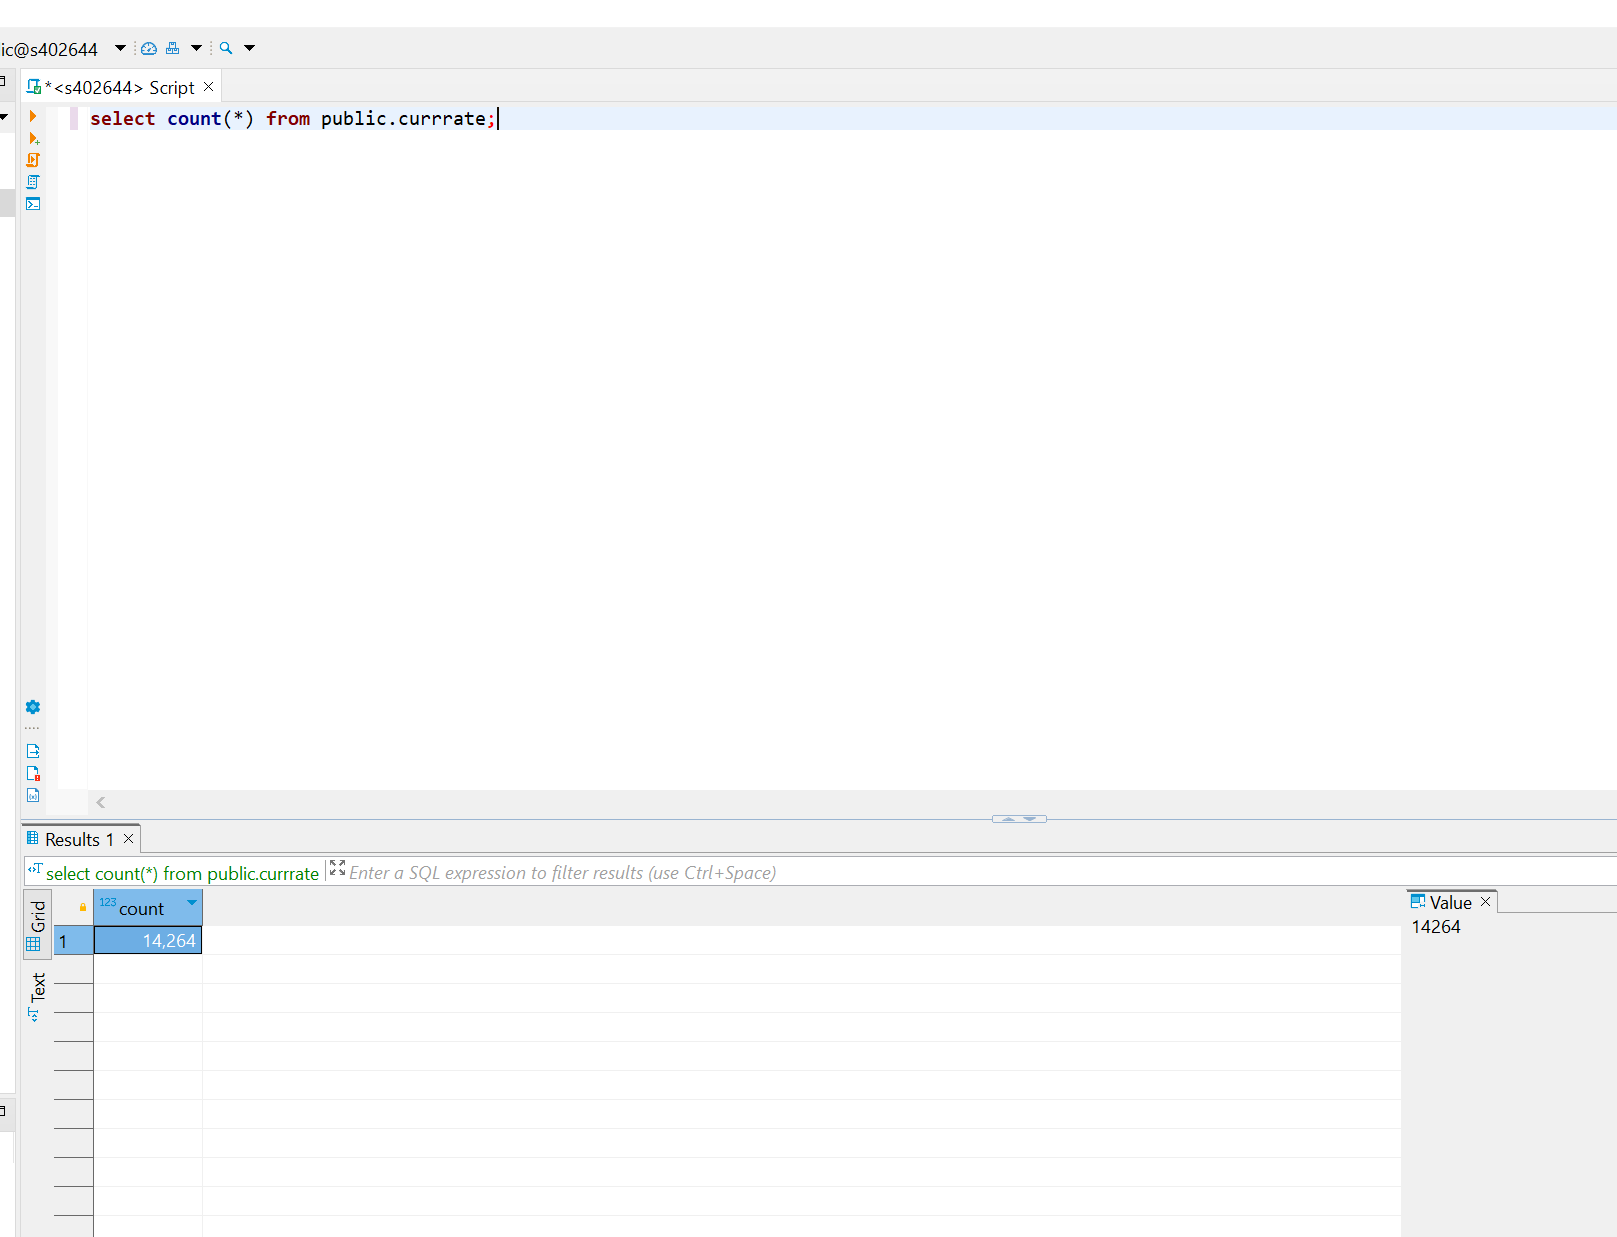 ic@s402644
*<s402644> Script
select count(*) from public.currrate;
Results 1
select count(*) from public.currrate
Enter a SQL expression to filter results (use Ctrl+Space)
Grid
Text
123 count
1
14,264
Value
14264